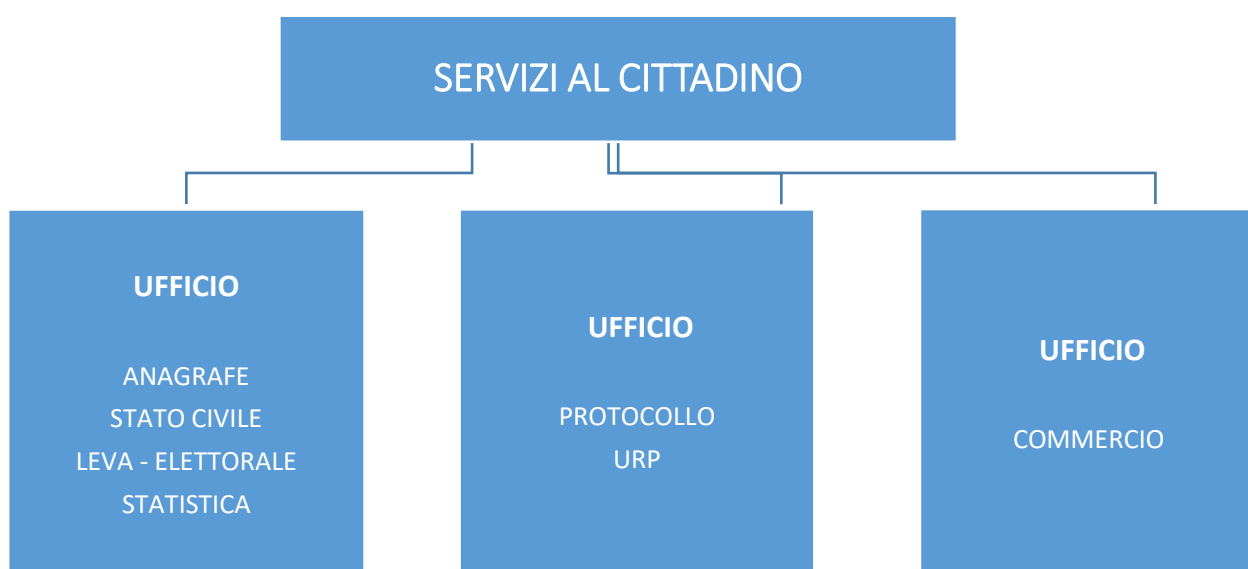 SERVIZI AL CITTADINO
UFFICIO
ANAGRAFE
STATO CIVILE
LEVA - ELETTORALE
STATISTICA
UFFICIO
PROTOCOLLO
URP
UFFICIO
COMMERCIO